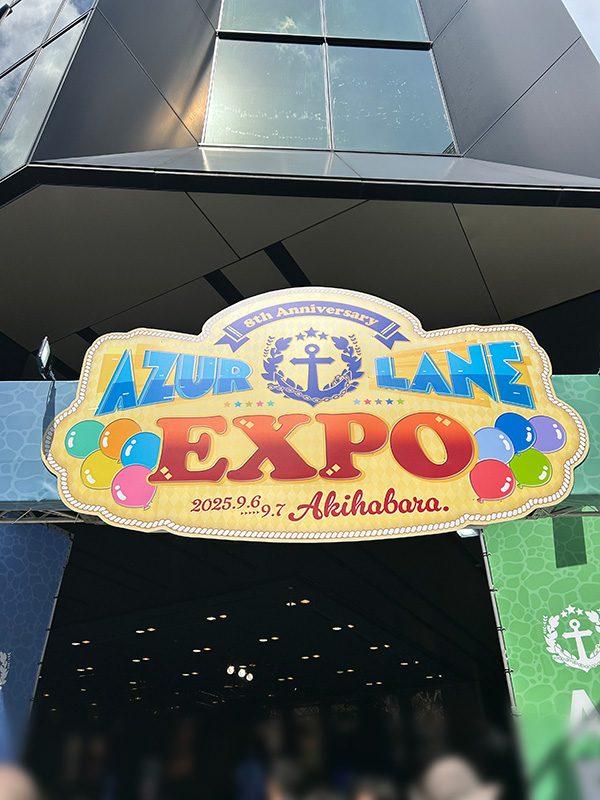 8th Anniversary
AZUR LANE
EXPO
2025.9.6.....9.7 Akihabara.